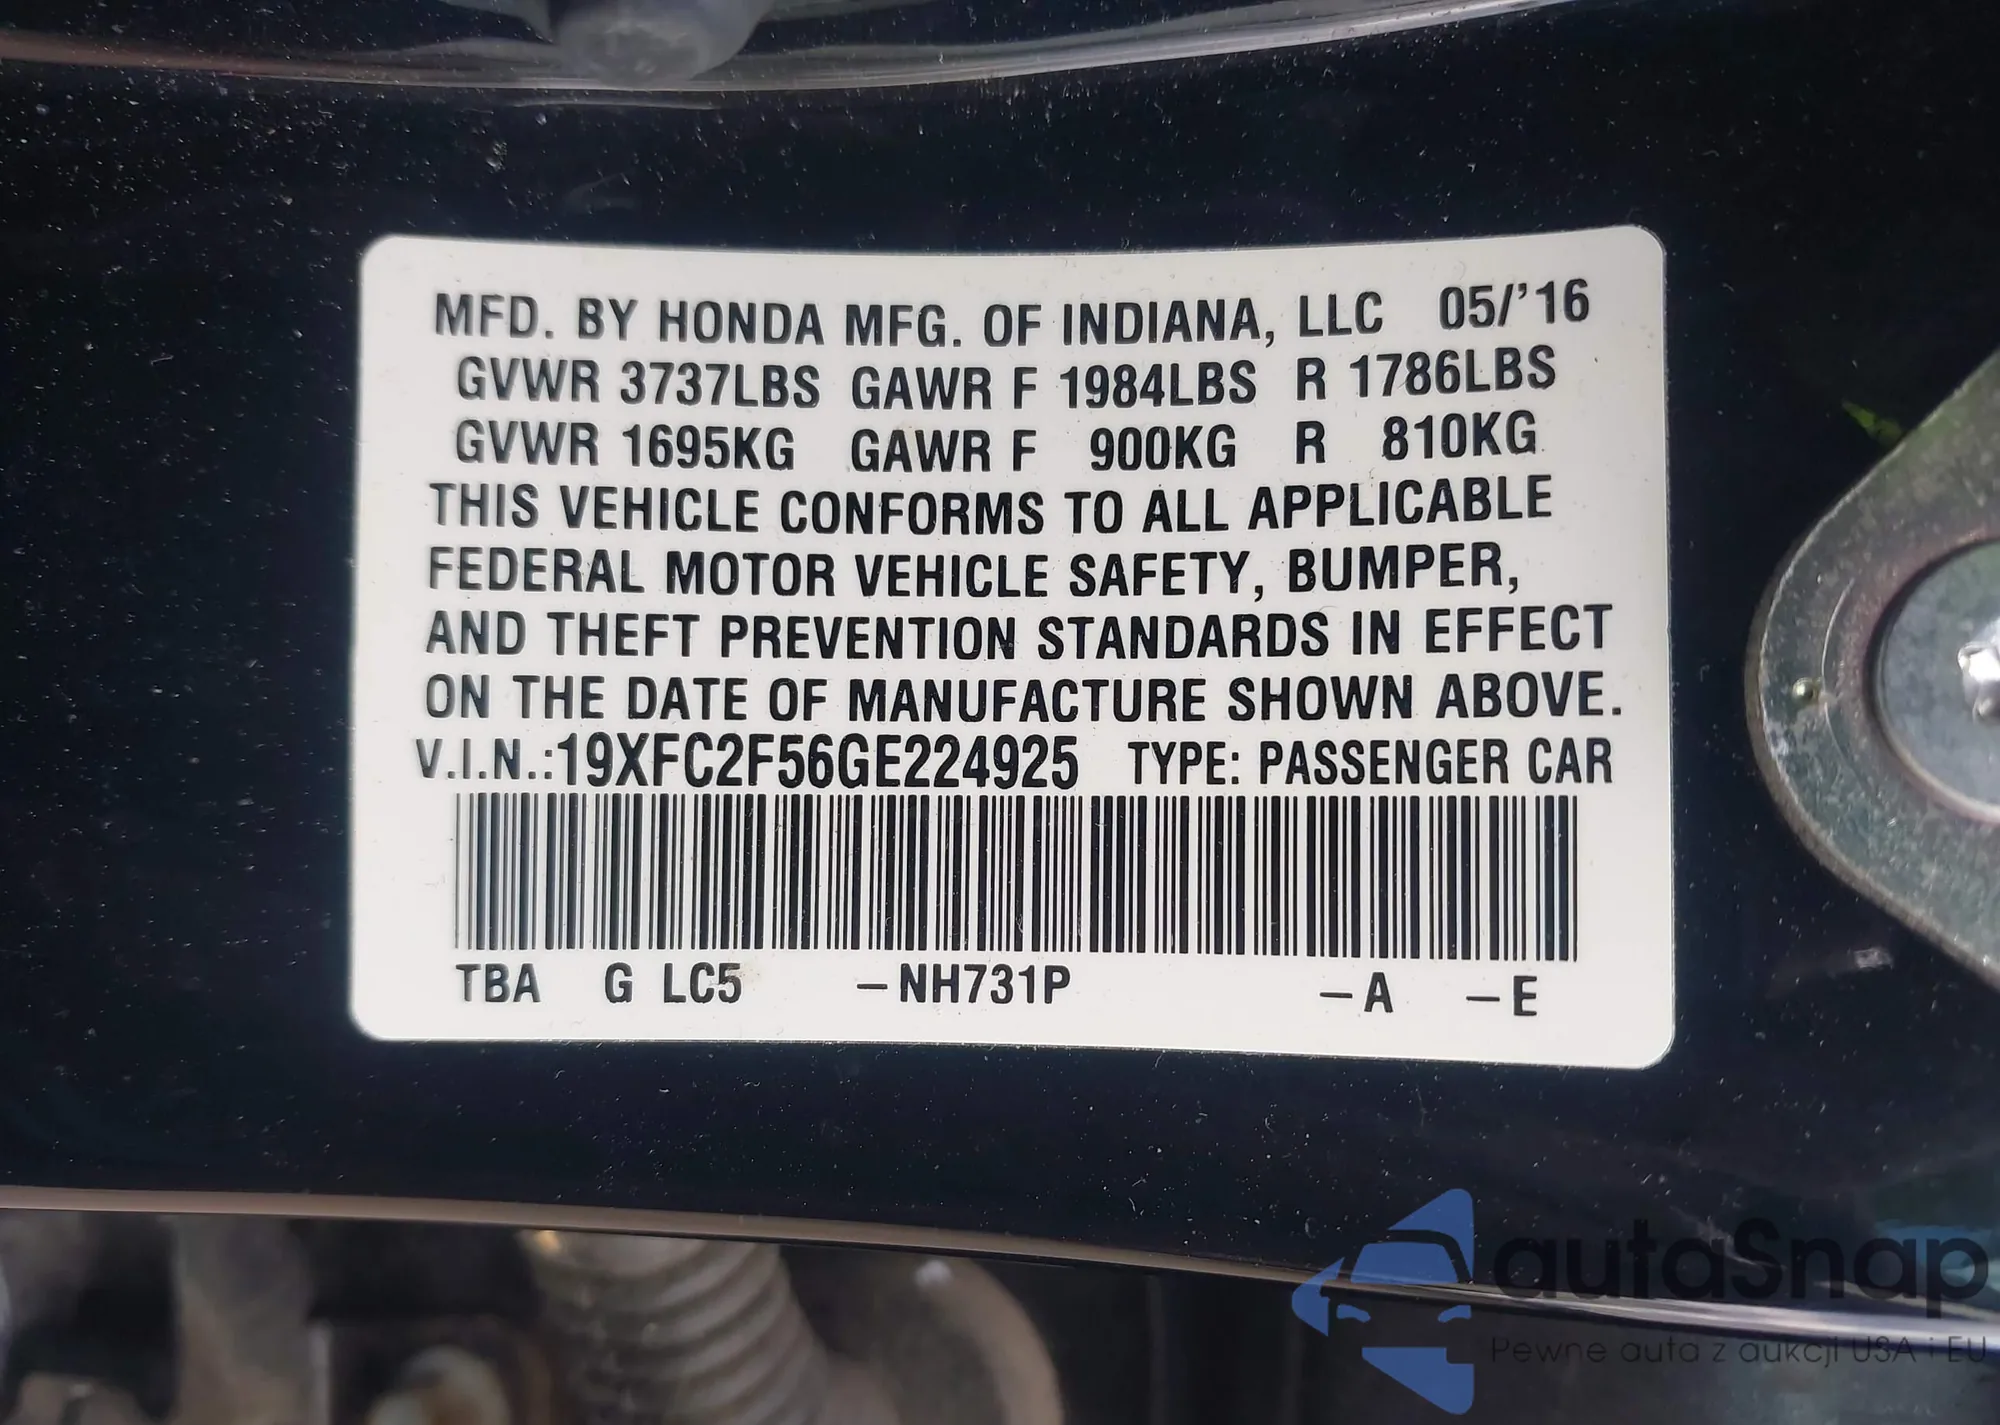 MFD. BY HONDA MFG. OF INDIANA, LLC 05/'16
GVWR 3737LBS GAWR F 1984LBS R 1786LBS
GVWR 1695KG GAWR F 900KG R 810KG
THIS VEHICLE CONFORMS TO ALL APPLICABLE
FEDERAL MOTOR VEHICLE SAFETY, BUMPER,
AND THEFT PREVENTION STANDARDS IN EFFECT
ON THE DATE OF MANUFACTURE SHOWN ABOVE.
V.I.N.:19XFC2F56GE224925 TYPE: PASSENGER CAR
TBA G LC5 –NH731P –A –E
autaSnap
Pewne auta z aukcji USA i EU